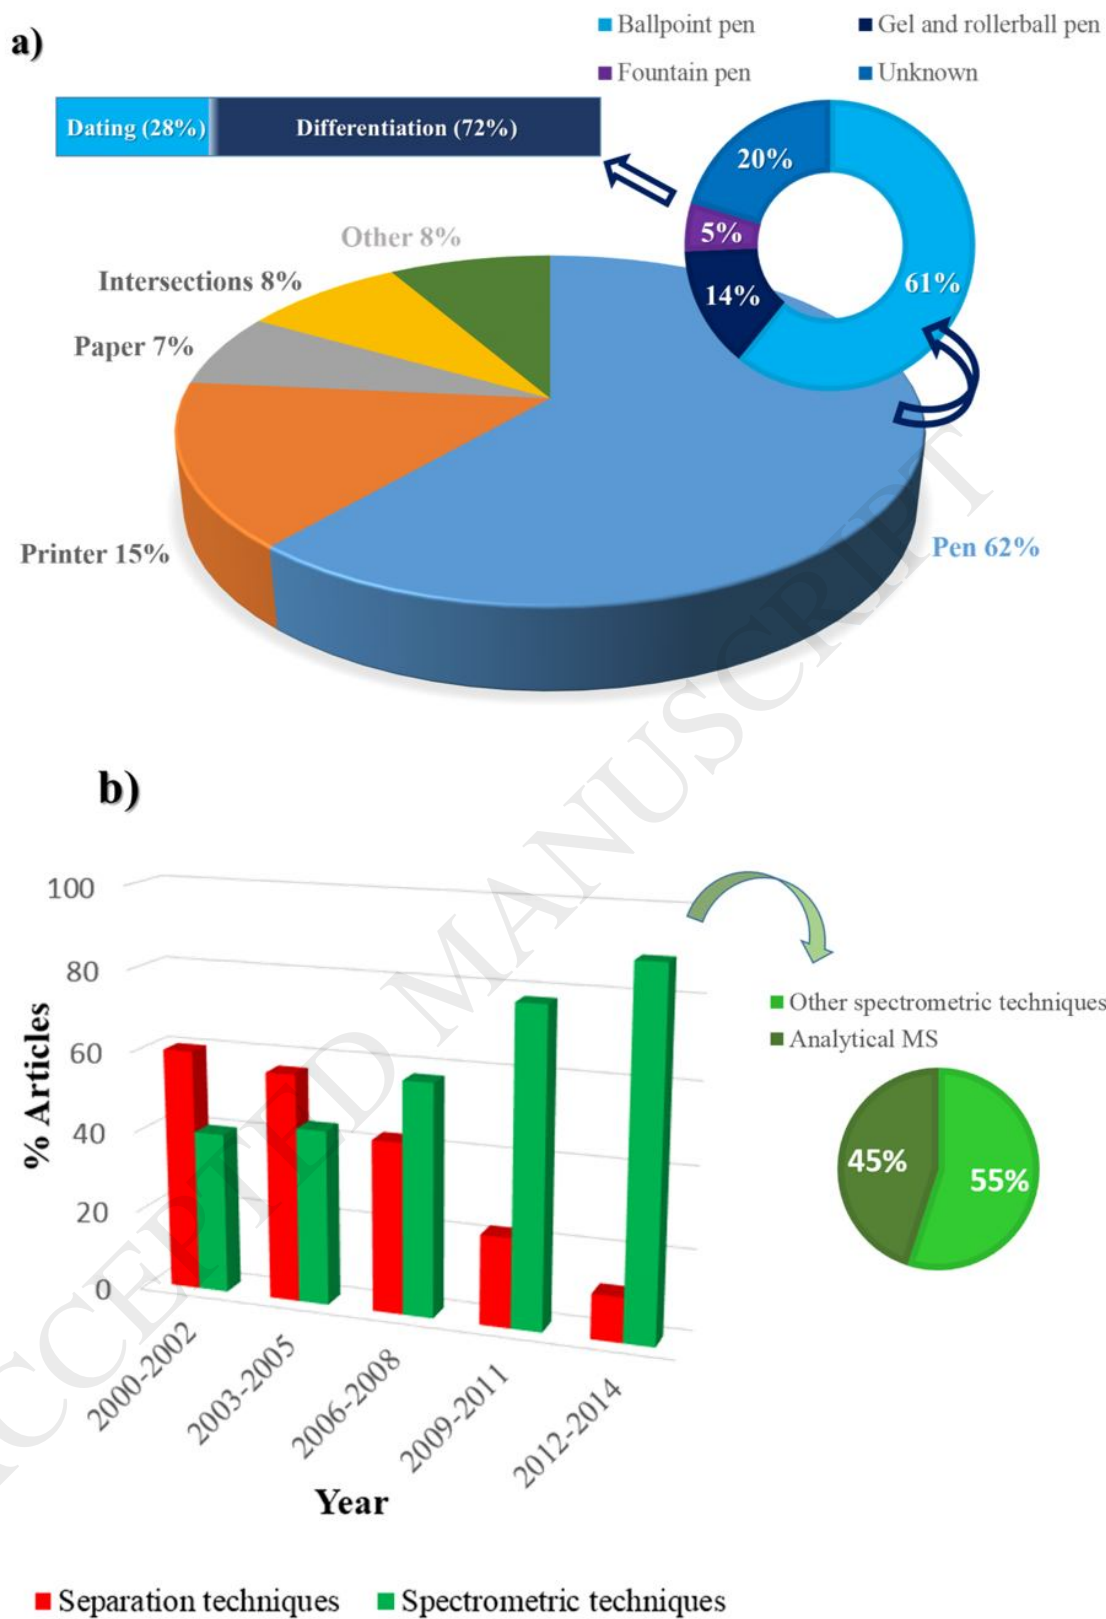 a)
Ballpoint pen
Gel and rollerball pen
Fountain pen
Unknown
Dating (28%)
Differentiation (72%)
20%
5%
14%
61%
Other 8%
Intersections 8%
Paper 7%
Printer 15%
Pen 62%
b)
100
80
60
40
20
0
% Articles
2000-2002
2003-2005
2006-2008
2009-2011
2012-2014
Year
Other spectrometric techniques
Analytical MS
45%
55%
Separation techniques
Spectrometric techniques
ACCEPTED MANUSCRIPT